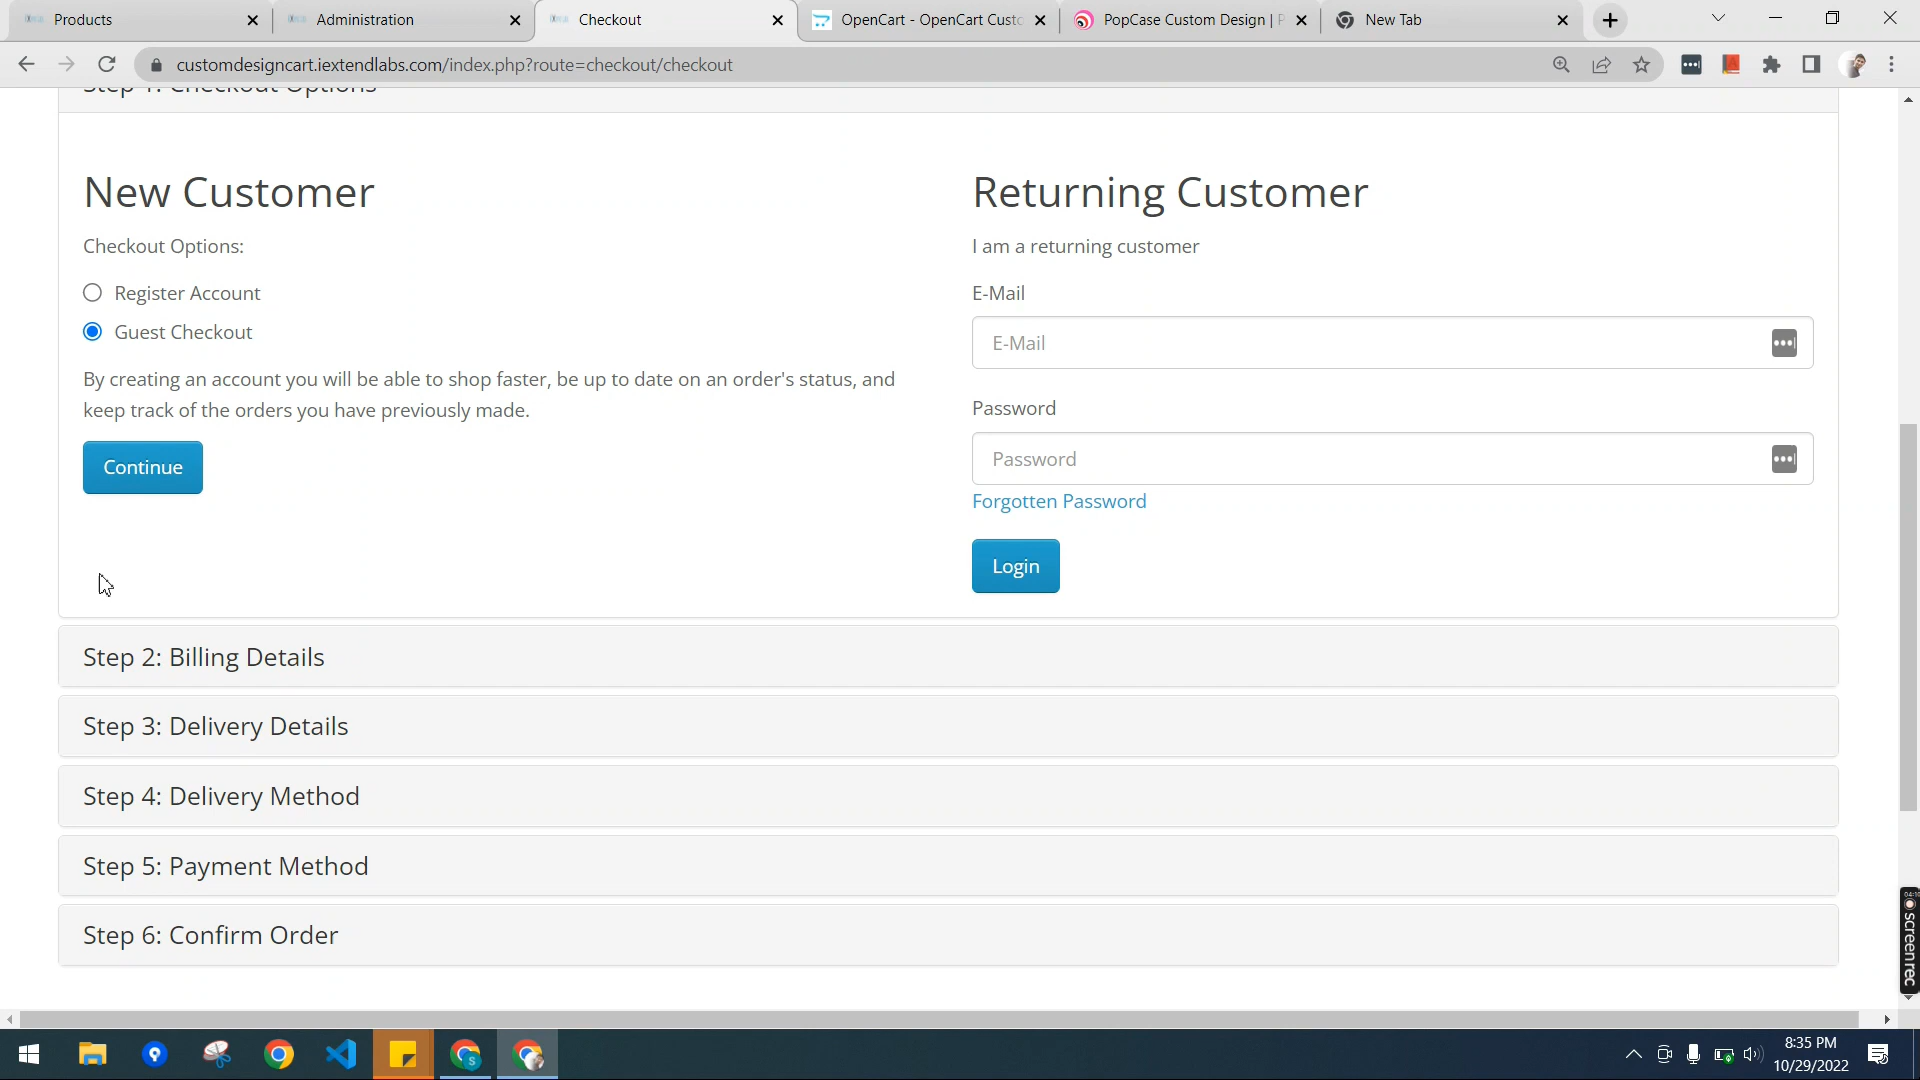 Products
Administration
Checkout
OpenCart - OpenCart Custo
PopCase Custom Design | P
New Tab
customdesigncart.iextendlabs.com/index.php?route=checkout/checkout
Step 1: Checkout Options
New Customer
Checkout Options:
Register Account
Guest Checkout
By creating an account you will be able to shop faster, be up to date on an order's status, and
keep track of the orders you have previously made.
Continue
Returning Customer
I am a returning customer
E-Mail
E-Mail
Password
Password
Forgotten Password
Login
Step 2: Billing Details
Step 3: Delivery Details
Step 4: Delivery Method
Step 5: Payment Method
Step 6: Confirm Order
screenrec
8:35 PM
10/29/2022